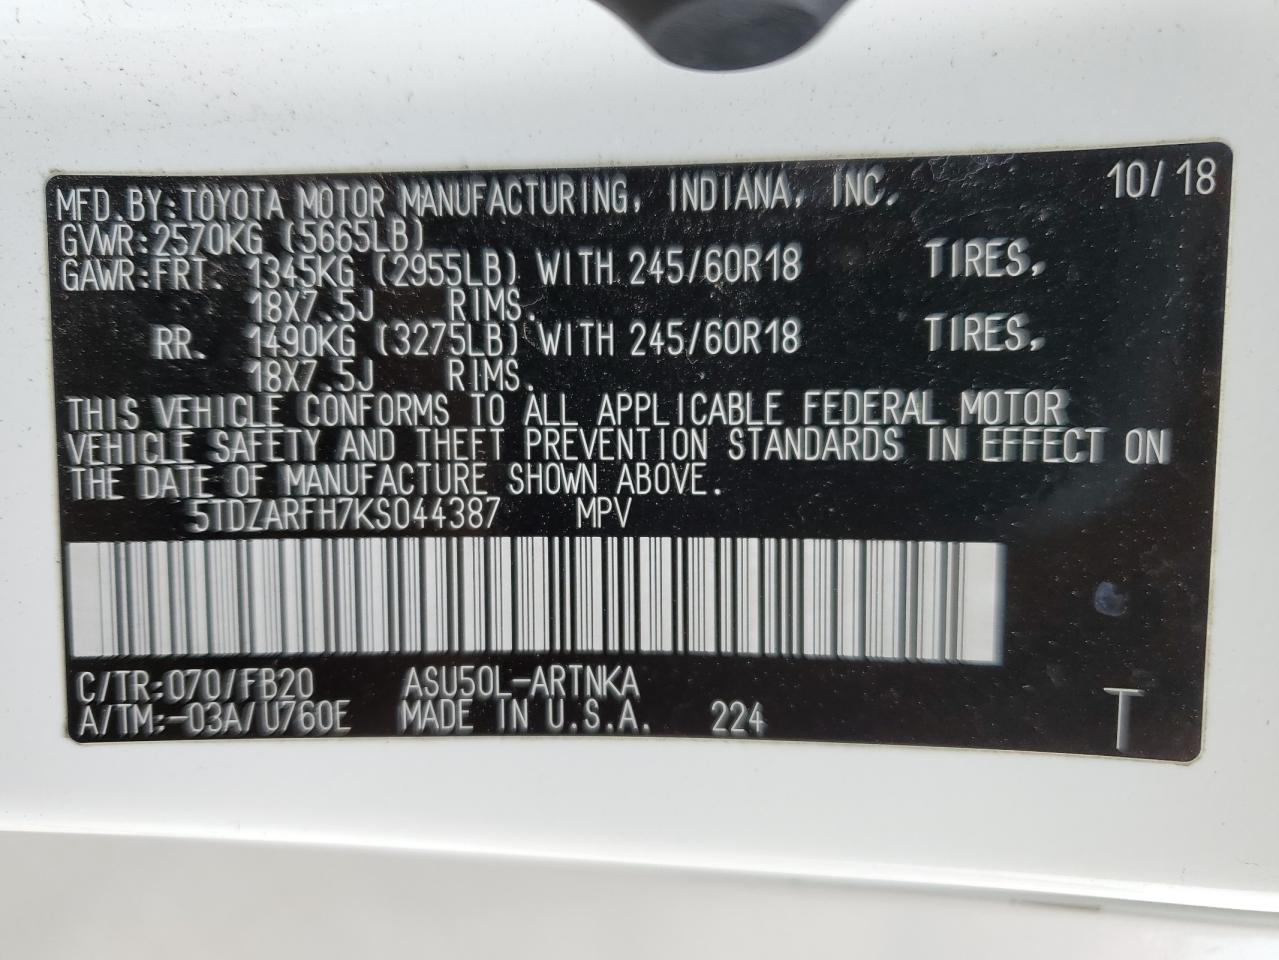 MFD.BY:TOYOTA MOTOR MANUFACTURING, INDIANA, INC. 10/18
GVWR:2570KG (5665LB)
GAWR:FRT. 1345KG (2955LB) WITH 245/60R18 TIRES,
18X7.5J RIMS.
RR. 1490KG (3275LB) WITH 245/60R18 TIRES,
18X7.5J RIMS.
THIS VEHICLE CONFORMS TO ALL APPLICABLE FEDERAL MOTOR
VEHICLE SAFETY AND THEFT PREVENTION STANDARDS IN EFFECT ON
THE DATE OF MANUFACTURE SHOWN ABOVE.
5TDZARFH7KS044387 MPV
C/TR:070/FB20 ASU50L-ARTNKA
A/TM:-03A/U760E MADE IN U.S.A. 224 T